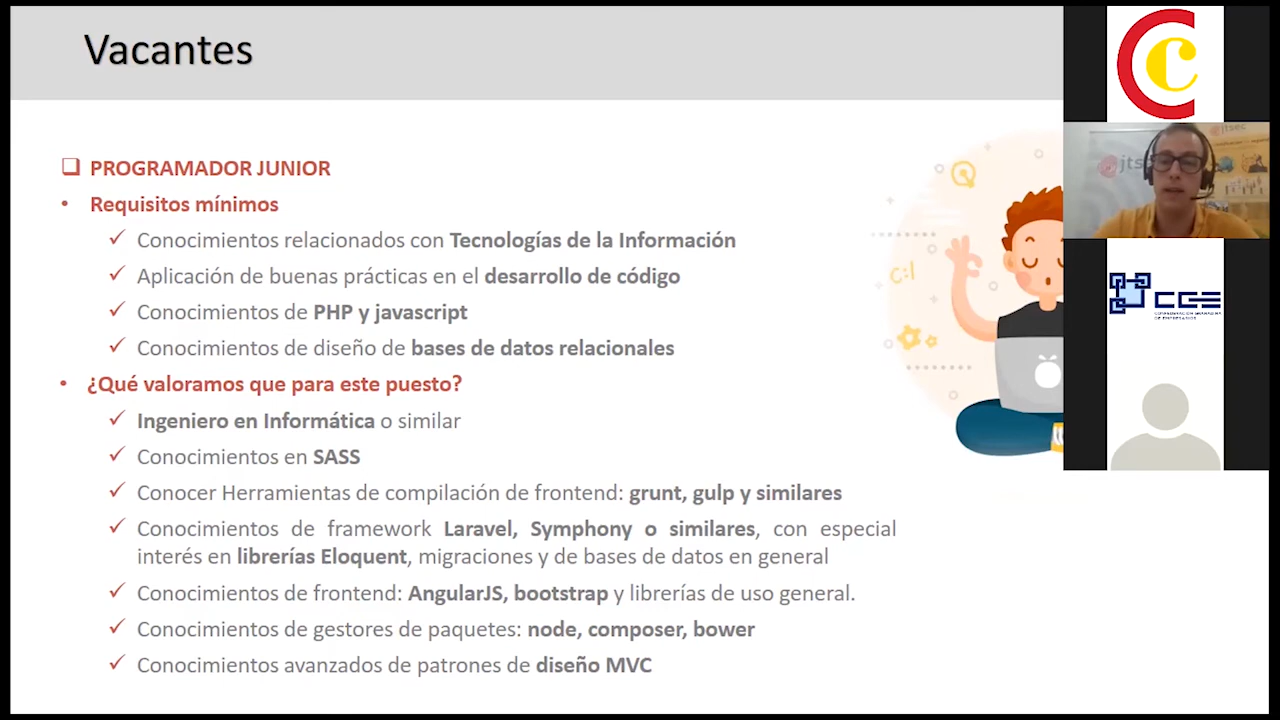 Vacantes
PROGRAMADOR JUNIOR
Requisitos mínimos
Conocimientos relacionados con Tecnologías de la Información
Aplicación de buenas prácticas en el desarrollo de código
Conocimientos de PHP y javascript
Conocimientos de diseño de bases de datos relacionales
¿Qué valoramos que para este puesto?
Ingeniero en Informática o similar
Conocimientos en SASS
Conocer Herramientas de compilación de frontend: grunt, gulp y similares
Conocimientos de framework Laravel, Symphony o similares, con especial
interés en librerías Eloquent, migraciones y de bases de datos en general
Conocimientos de frontend: AngularJS, bootstrap y librerías de uso general.
Conocimientos de gestores de paquetes: node, composer, bower
Conocimientos avanzados de patrones de diseño MVC
c:\
jtsec
CGE
CONFEDERACIÓN GRANADINA
DE EMPRESARIOS